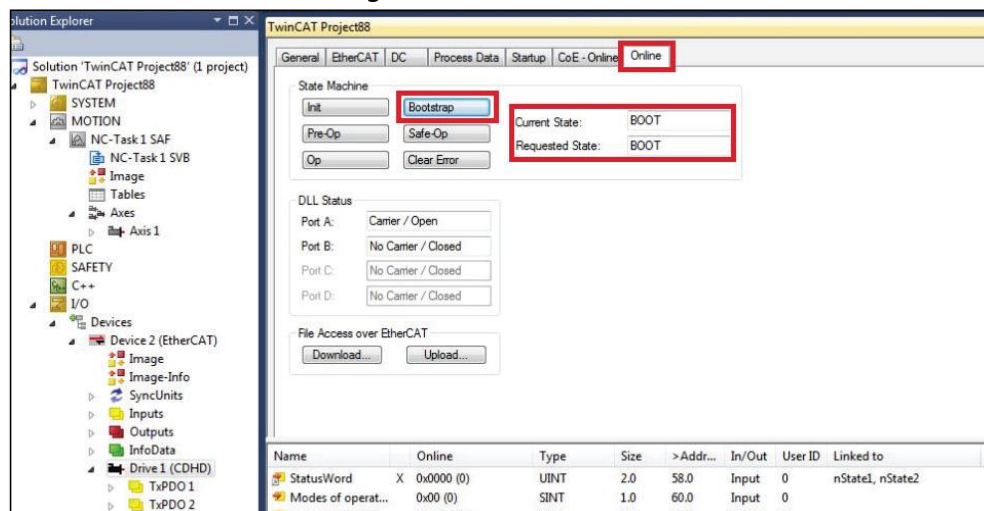 olution Explorer
TwinCAT Project88
Solution 'TwinCAT Project88' (1 project)
TwinCAT Project88
SYSTEM
MOTION
NC-Task 1 SAF
NC-Task 1 SVB
Image
Tables
Axes
Axis 1
PLC
SAFETY
C++
I/O
Devices
Device 2 (EtherCAT)
Image
Image-Info
SyncUnits
Inputs
Outputs
InfoData
Drive 1 (CDHD)
TxPDO 1
TxPDO 2
General EtherCAT DC Process Data Startup CoE - Online Online
State Machine
Init Bootstrap
Pre-Op Safe-Op
Op Clear Error
Current State: BOOT
Requested State: BOOT
DLL Status
Port A: Carrier / Open
Port B: No Carrier / Closed
Port C: No Carrier / Closed
Port D: No Carrier / Closed
File Access over EtherCAT
Download... Upload...
Name Online Type Size >Addr... In/Out User ID Linked to
StatusWord X 0x0000 (0) UINT 2.0 58.0 Input 0 nState1, nState2
Modes of operat... 0x00 (0) SINT 1.0 60.0 Input 0